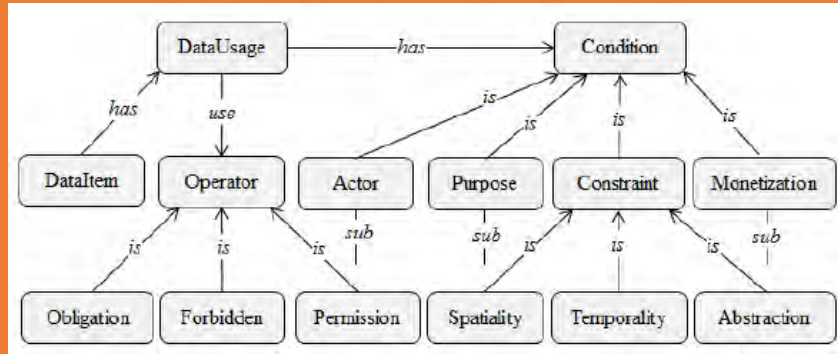 DataUsage has Condition
has use is is is is
DataItem Operator Actor Purpose Constraint Monetization
is is is sub sub is is is sub
Obligation Forbidden Permission Spatiality Temporality Abstraction